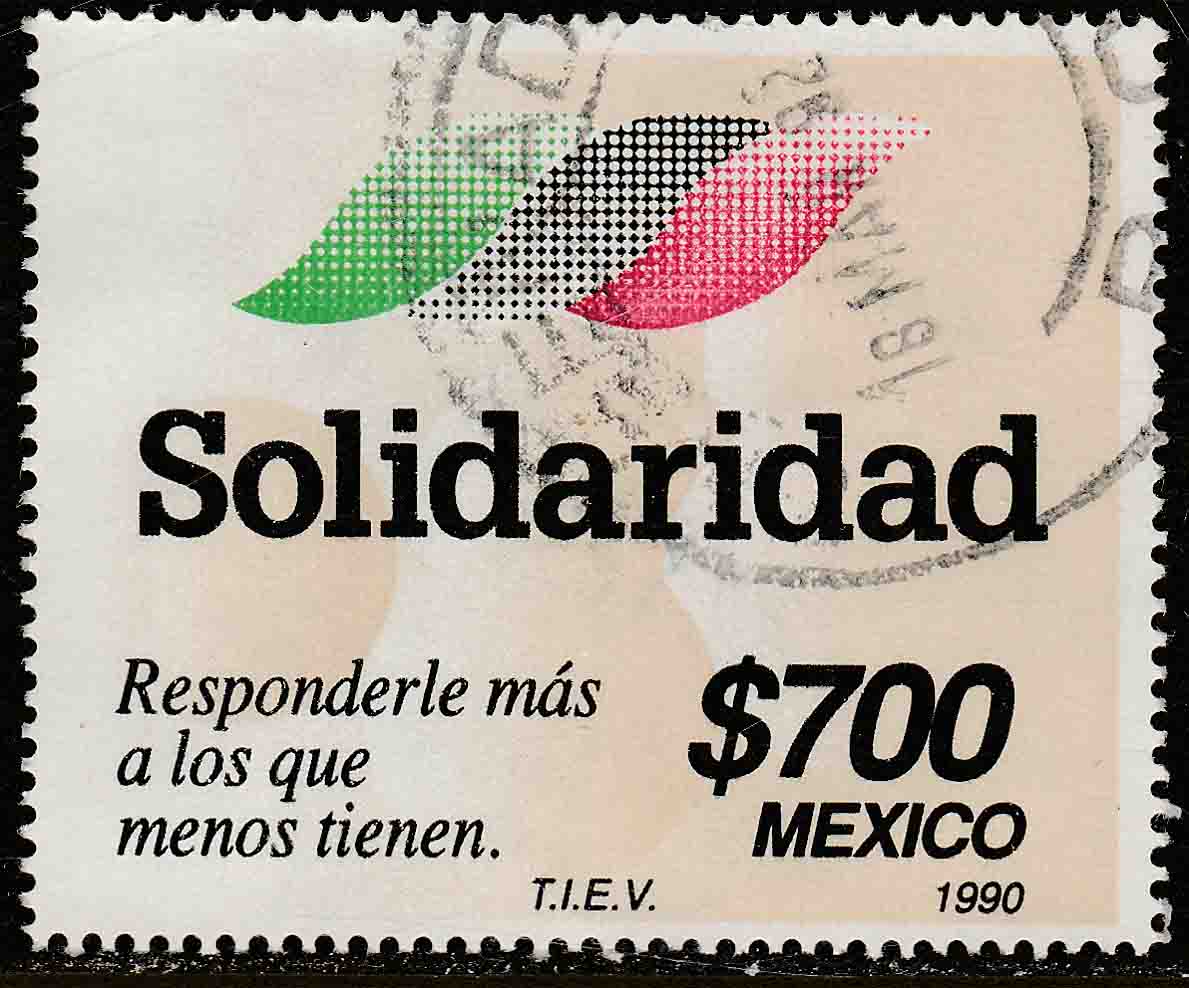 Solidaridad
Responderle más
a los que
menos tienen.
$700
MEXICO
T.I.E.V.
1990